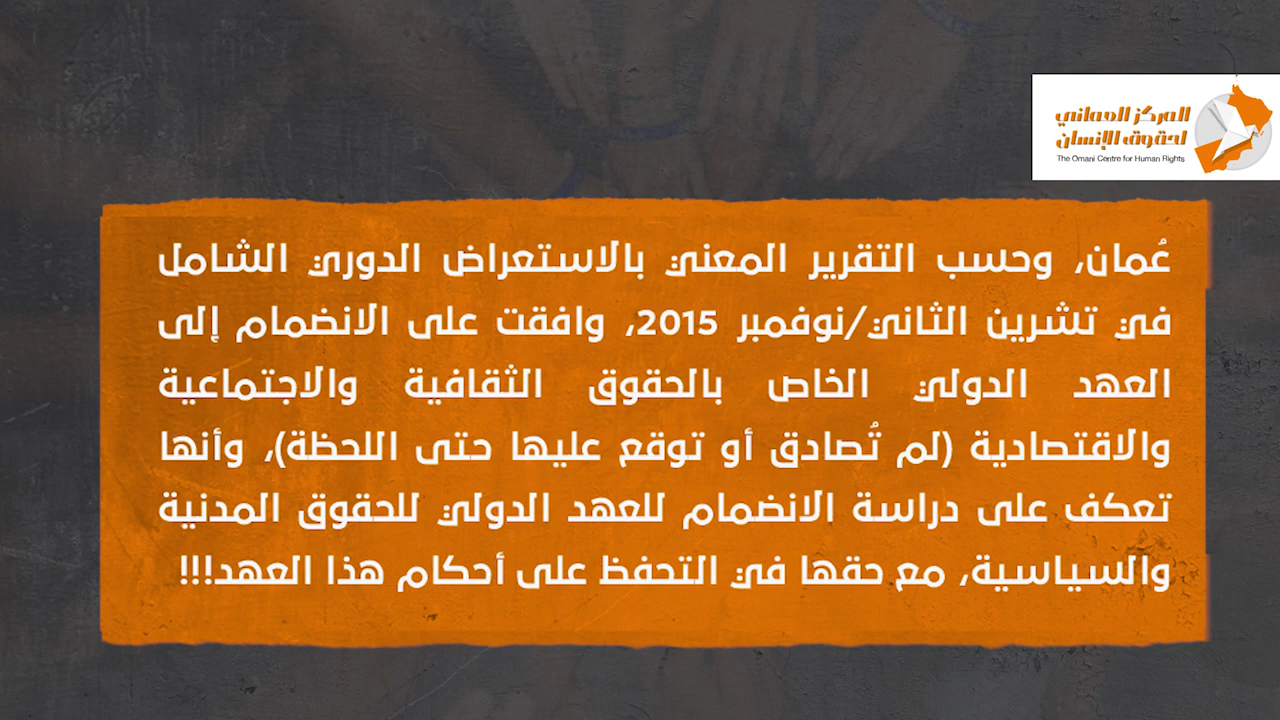 المركز العماني
لحقوق الإنسان
The Omani Centre for Human Rights
عُمان، وحسب التقرير المعني بالاستعراض الدوري الشامل
في تشرين الثاني/نوفمبر 2015، وافقت على الانضمام إلى
العهد الدولي الخاص بالحقوق الثقافية والاجتماعية
والاقتصادية (لم تُصادق أو توقع عليها حتى اللحظة)، وأنها
تعكف على دراسة الانضمام للعهد الدولي للحقوق المدنية
والسياسية، مع حقها في التحفظ على أحكام هذا العهد!!!